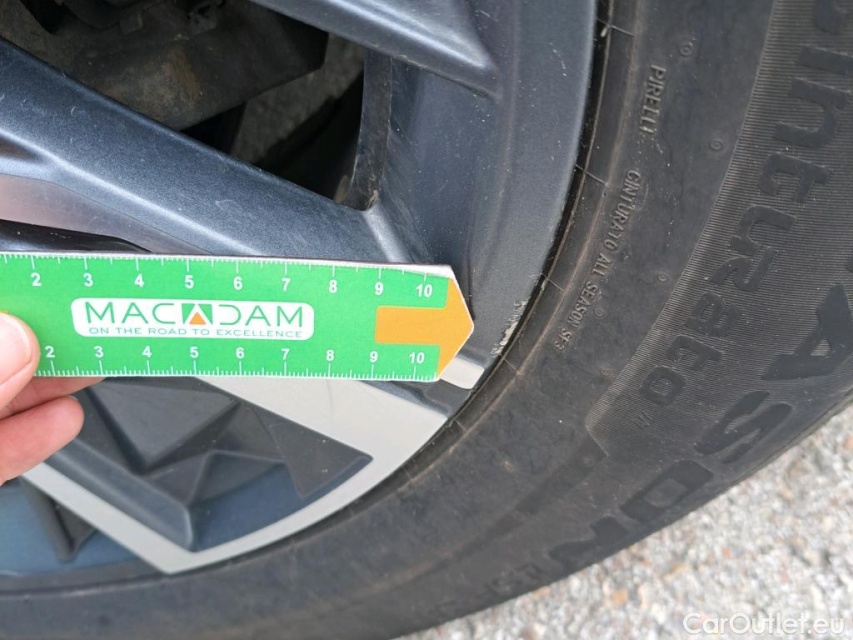 2 3 4 5 6 7 8 9 10
MACADAM
ON THE ROAD TO EXCELLENCE
2 3 4 5 6 7 8 9 10
PIRELLI
CINTURATO ALL SEASON SF3
Cinturato
CarOutlet.eu